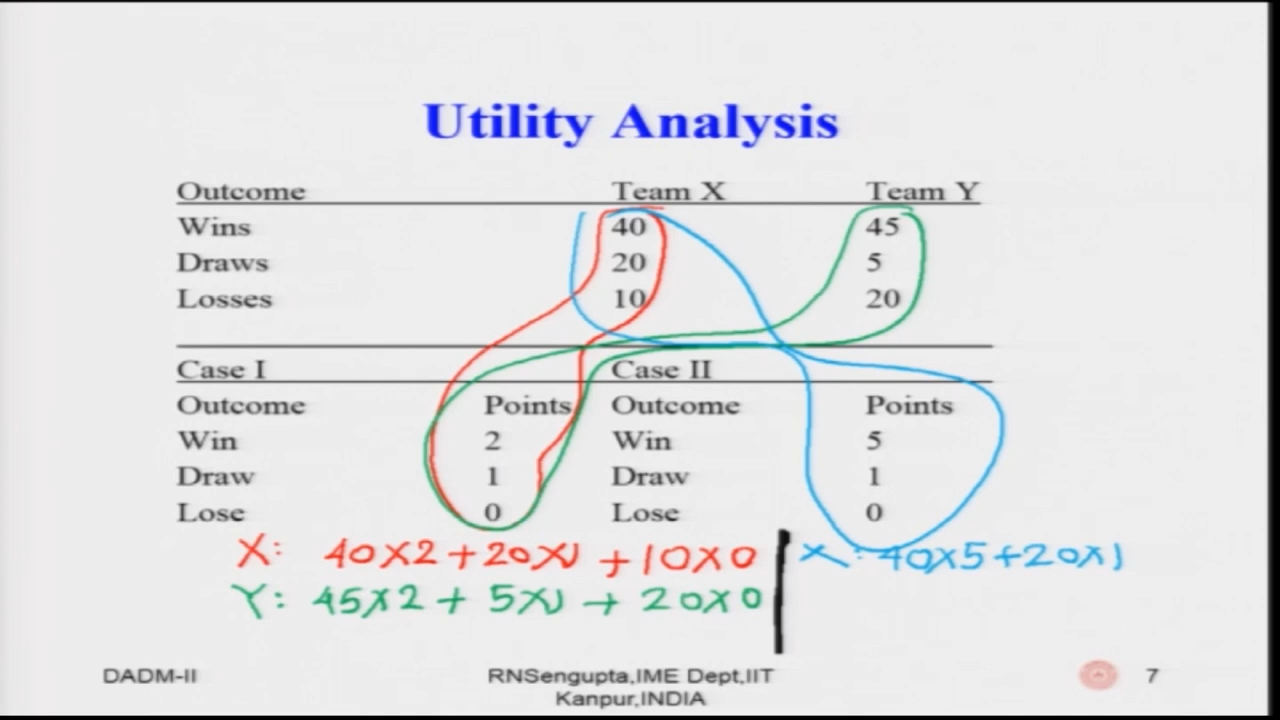 Utility Analysis
Outcome Team X Team Y
Wins 40 45
Draws 20 5
Losses 10 20
Case I Case II
Outcome Points Outcome Points
Win 2 Win 5
Draw 1 Draw 1
Lose 0 Lose 0
X: 40X2+20X1+10X0 X: 40X5+20X1
Y: 45X2+ 5X1 + 20X0
DADM-II RNSengupta,IME Dept,IIT 7
Kanpur,INDIA